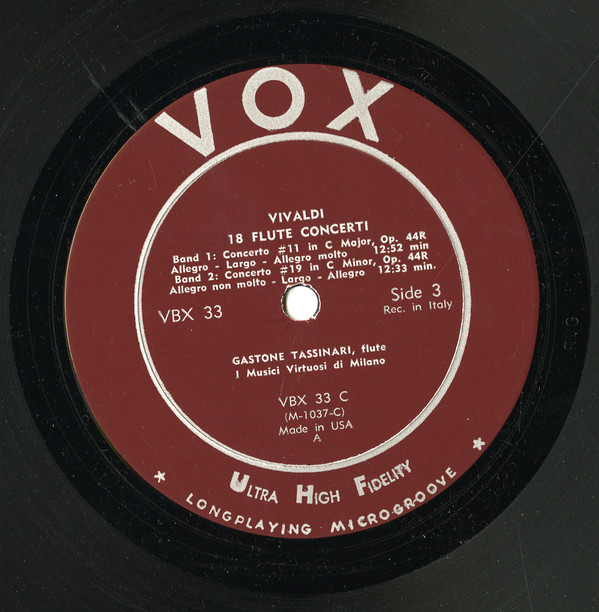 VOX
VIVALDI
18 FLUTE CONCERTI
Band 1: Concerto #11 in C Major, Op. 44R
Allegro - Largo - Allegro molto 12:52 min
Band 2: Concerto #19 in C Minor, Op. 44R
Allegro non molto - Largo - Allegro 12:33 min.
VBX 33
Side 3
Rec. in Italy
GASTONE TASSINARI, flute
I Musici Virtuosi di Milano
VBX 33 C
(M-1037-C)
Made in USA
A
ULTRA HIGH FIDELITY
LONGPLAYING MICROGROOVE
RVG